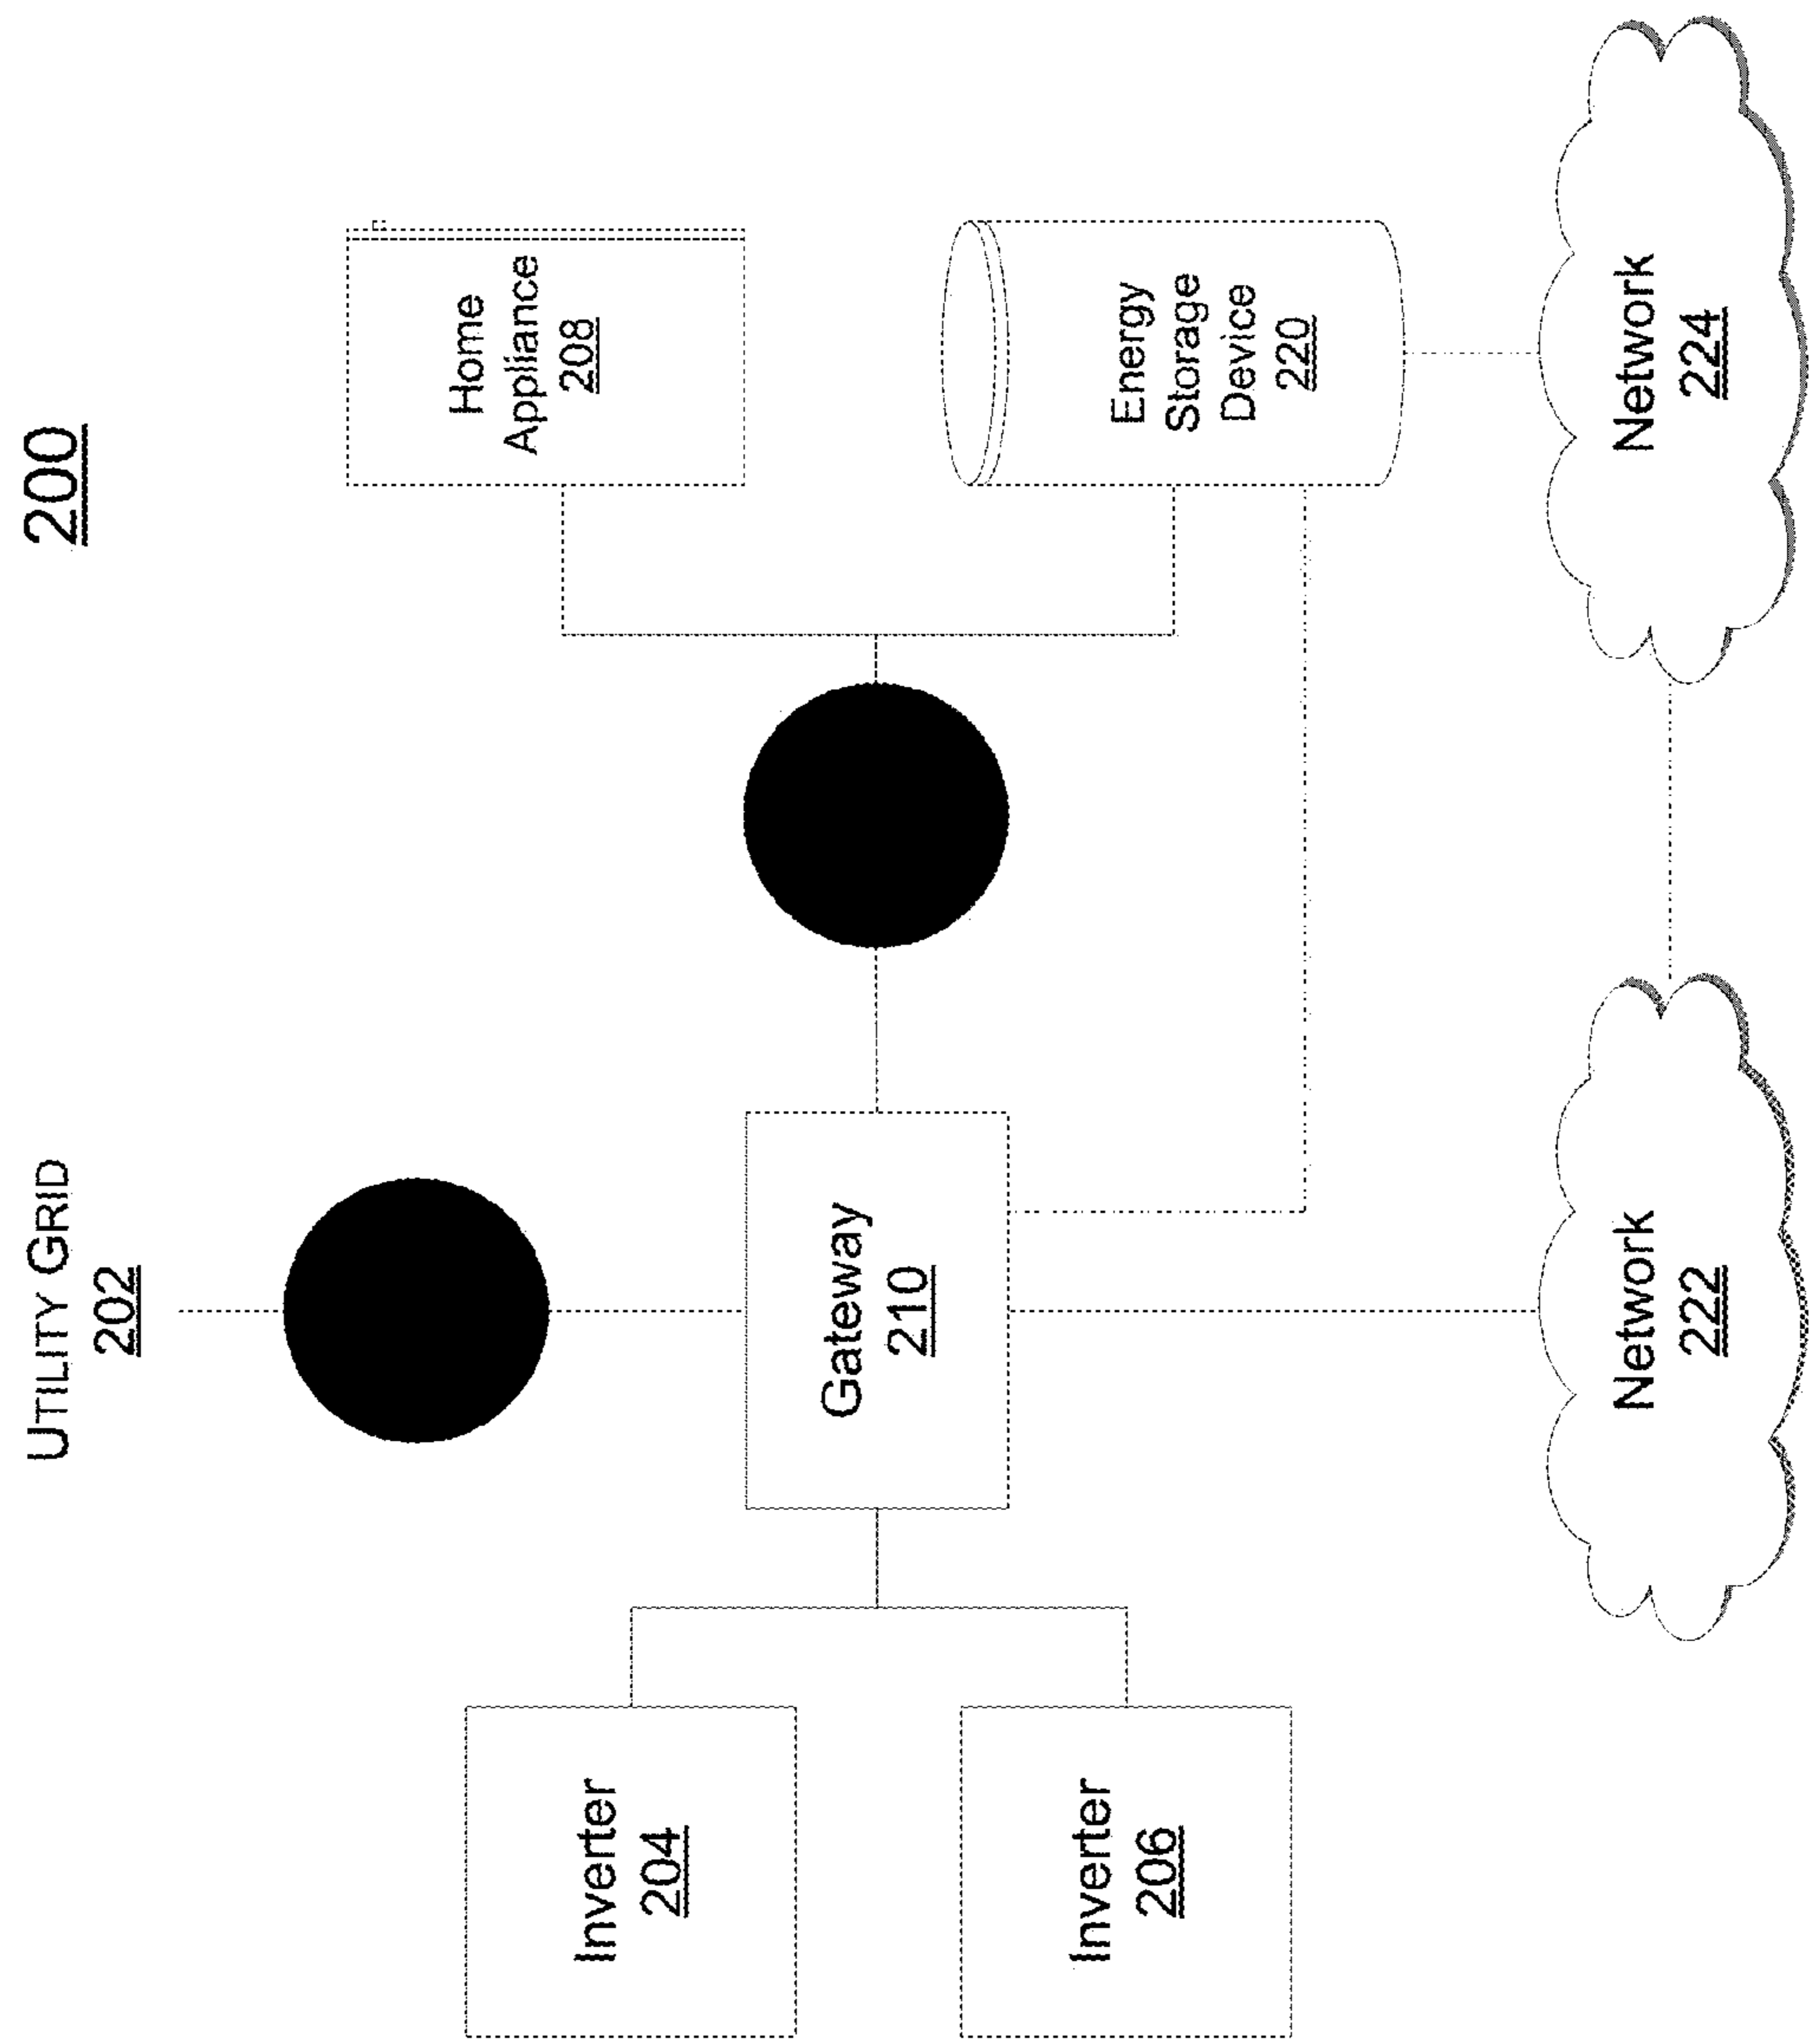 200
UTILITY GRID
202
Home
Appliance
208
Gateway
210
Energy
Storage
Device
220
Inverter
204
Inverter
206
Network
222
Network
224